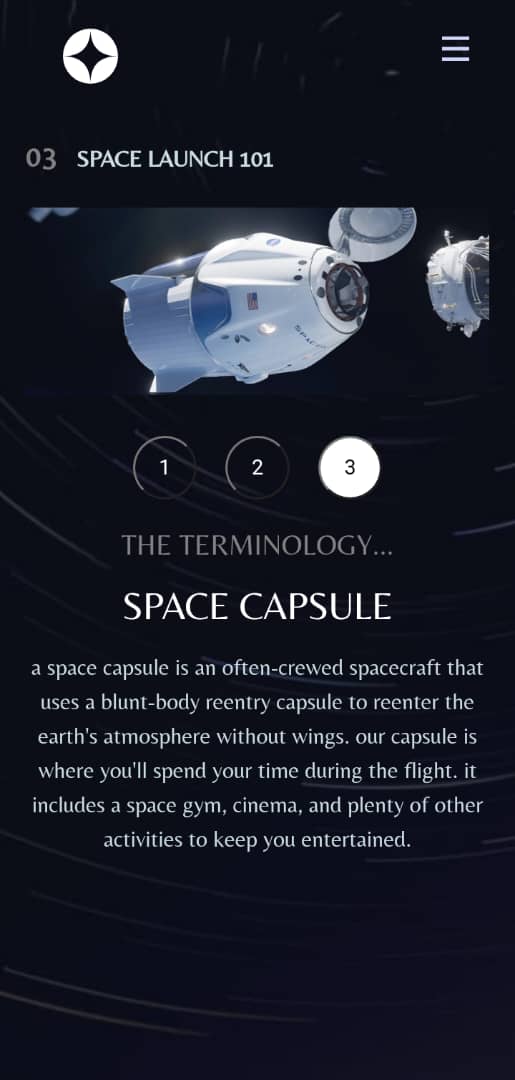 03 SPACE LAUNCH 101
SPACE
1 2 3
THE TERMINOLOGY...
SPACE CAPSULE
a space capsule is an often-crewed spacecraft that
uses a blunt-body reentry capsule to reenter the
earth's atmosphere without wings. our capsule is
where you'll spend your time during the flight. it
includes a space gym, cinema, and plenty of other
activities to keep you entertained.